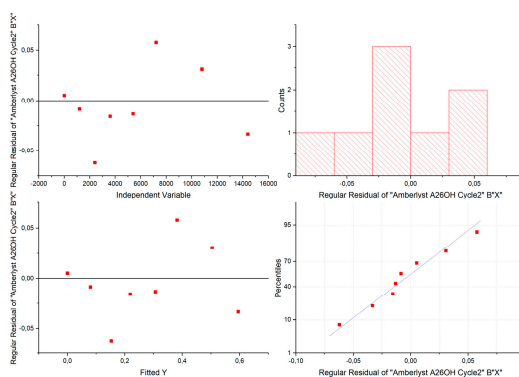 Regular Residual of "Amberlyst A26OH Cycle2" B"X"
0,05
0,00
-0,05
-2000 0 2000 4000 6000 8000 10000 12000 14000 16000
Independent Variable
Counts
3
2
1
0
-0,05 0,00 0,05
Regular Residual of "Amberlyst A26OH Cycle2" B"X"
Regular Residual of "Amberlyst A26OH Cycle2" B"X"
0,05
0,00
-0,05
0,0 0,2 0,4 0,6
Fitted Y
Percentiles
95
70
40
10
1
-0,10 -0,05 0,00 0,05 0,10
Regular Residual of "Amberlyst A26OH Cycle2" B"X"